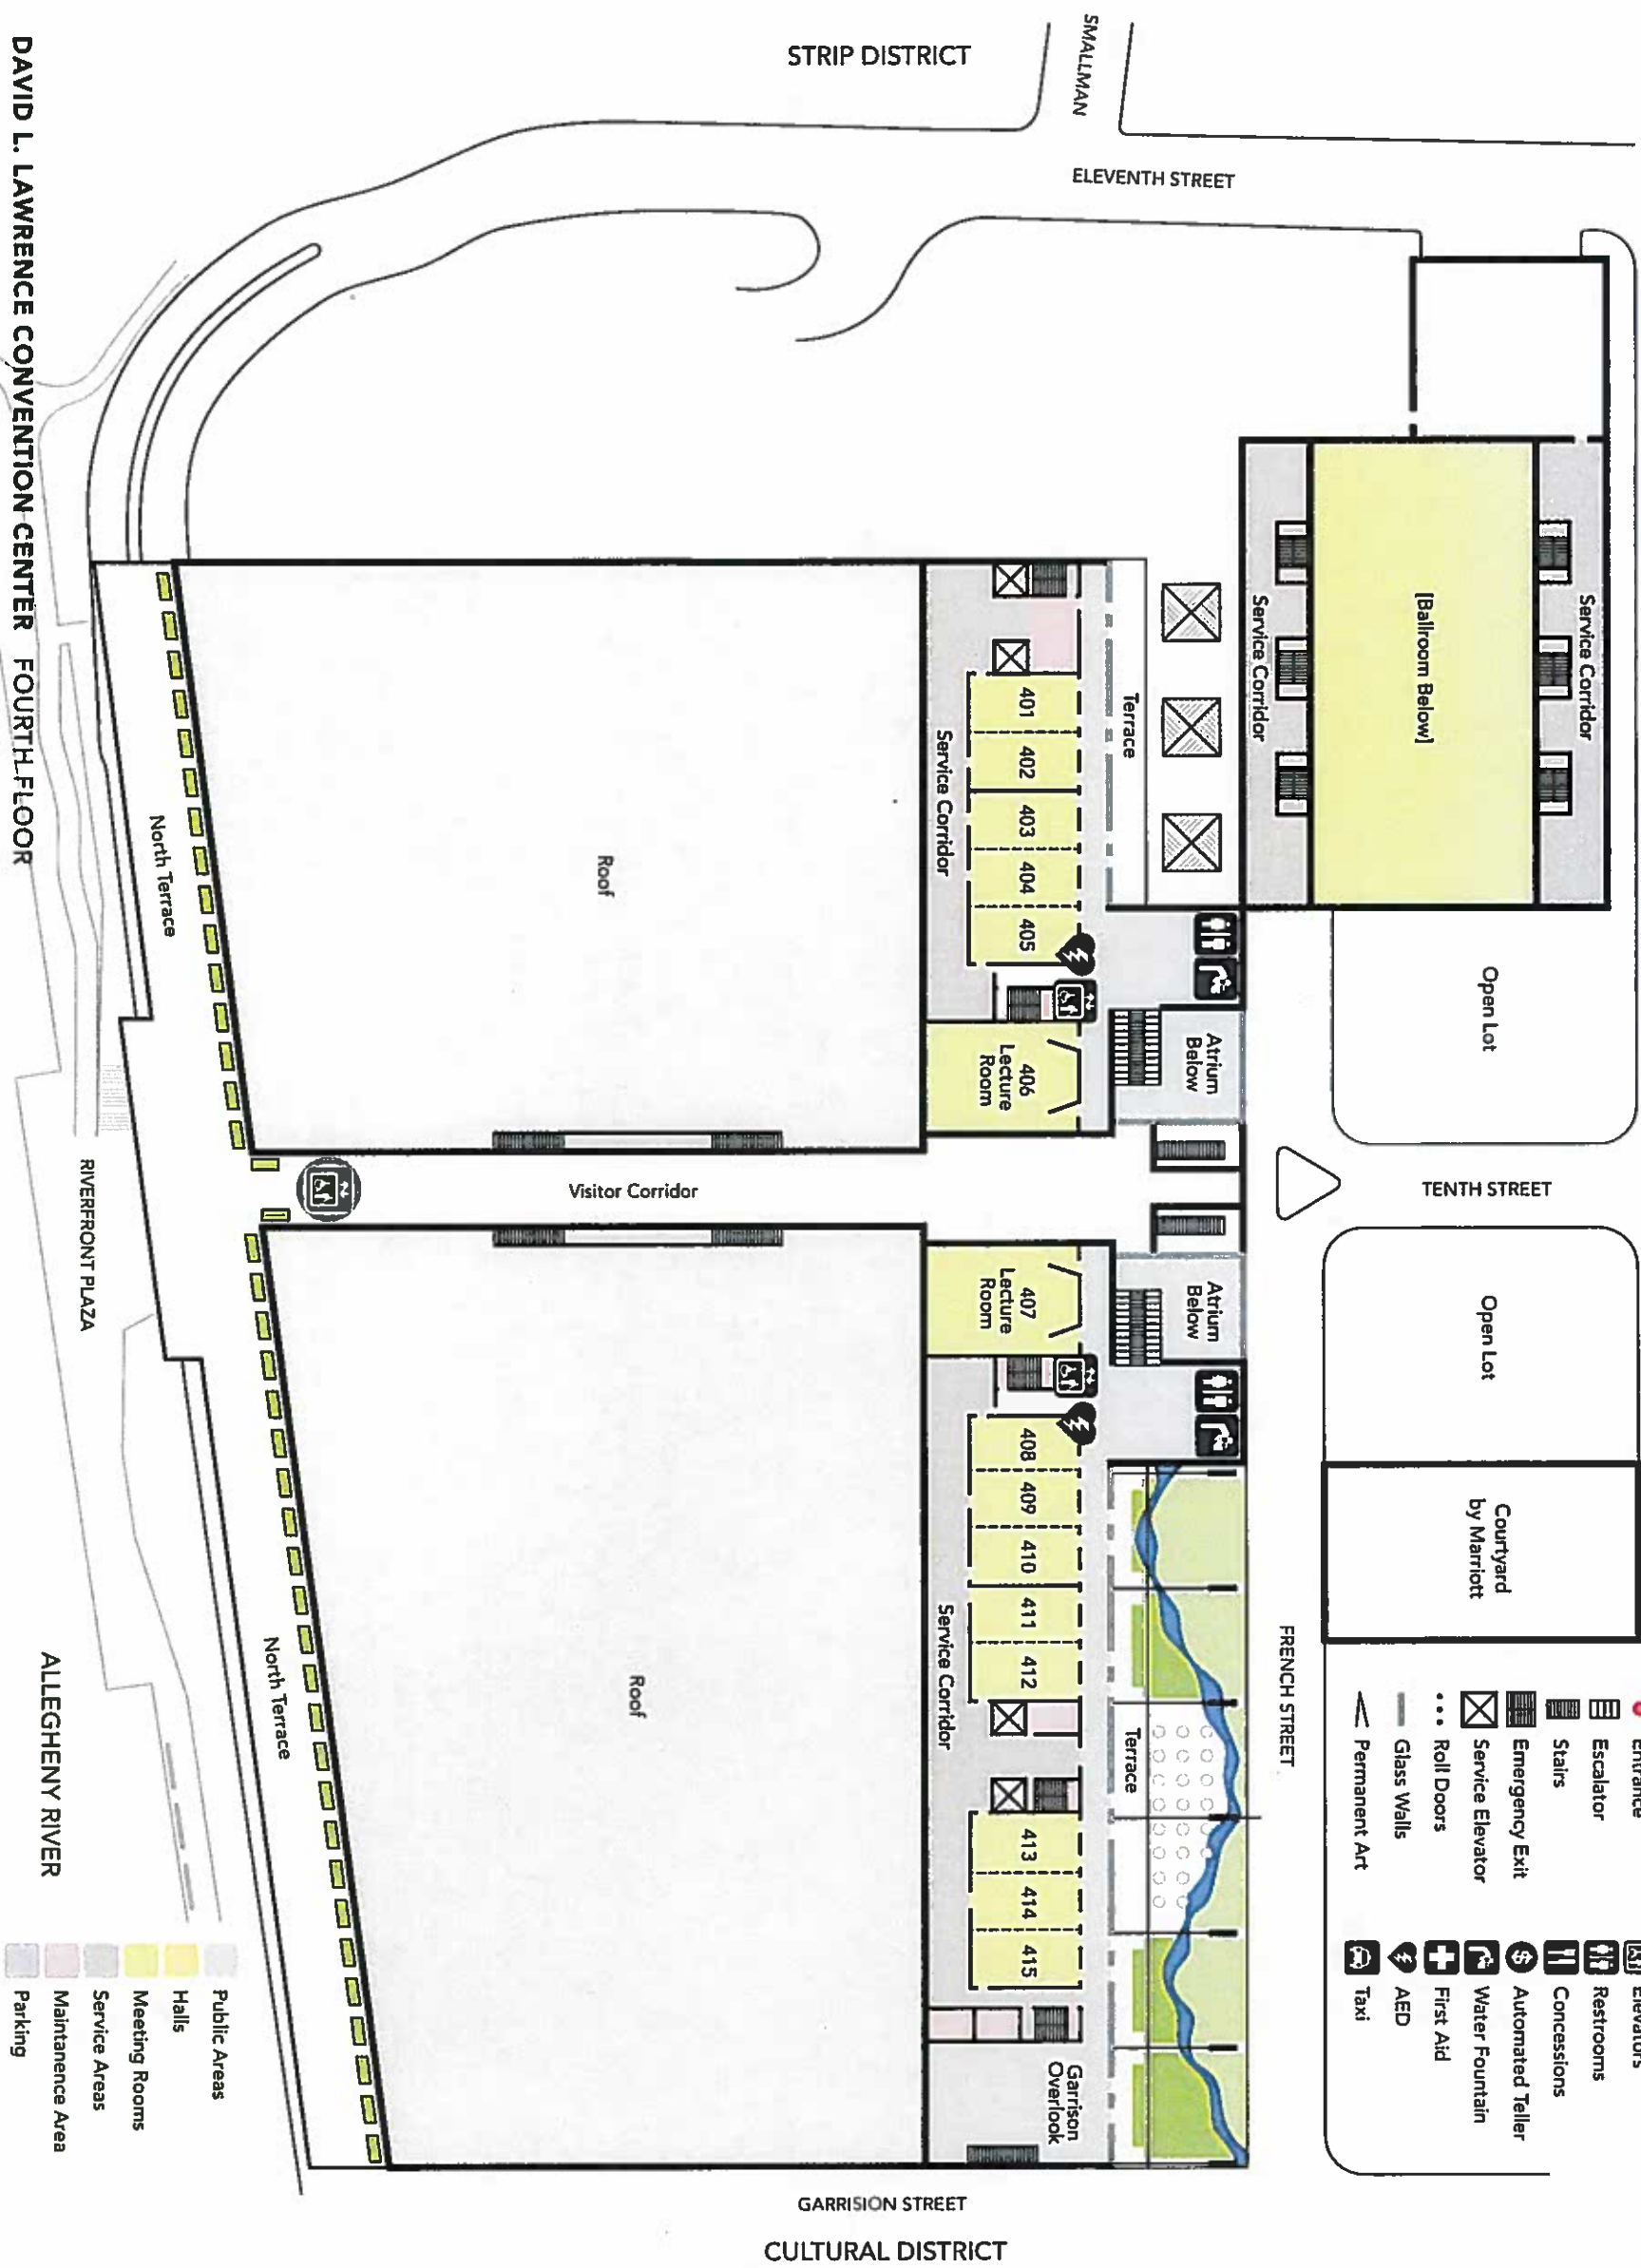 DAVID L. LAWRENCE CONVENTION CENTER FOURTH FLOOR
STRIP DISTRICT
SMALLMAN
ELEVENTH STREET
Service Corridor
[Ballroom Below]
Service Corridor
Terrace
401
402
403
404
405
Service Corridor
Roof
North Terrace
Open Lot
Atrium
Below
406
Lecture
Room
TENTH STREET
Visitor Corridor
RIVERFRONT PLAZA
Open Lot
Atrium
Below
407
Lecture
Room
Courtyard
by Marriott
408
409
410
411
412
Service Corridor
FRENCH STREET
Terrace
413
414
415
Garrison
Overlook
Roof
North Terrace
ALLEGHENY RIVER
Entrance
Escalator
Stairs
Emergency Exit
Service Elevator
Roll Doors
Glass Walls
Permanent Art
Elevators
Restrooms
Concessions
Automated Teller
Water Fountain
First Aid
AED
Taxi
Public Areas
Halls
Meeting Rooms
Service Areas
Maintanence Area
Parking
GARRISION STREET
CULTURAL DISTRICT